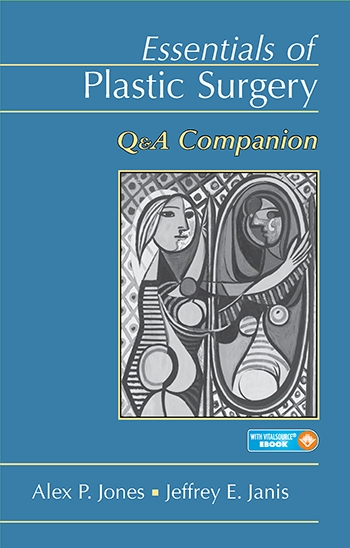 Essentials of
Plastic Surgery
Q&A Companion
WITH VITALSOURCE®
EBOOK
Alex P. Jones ■ Jeffrey E. Janis